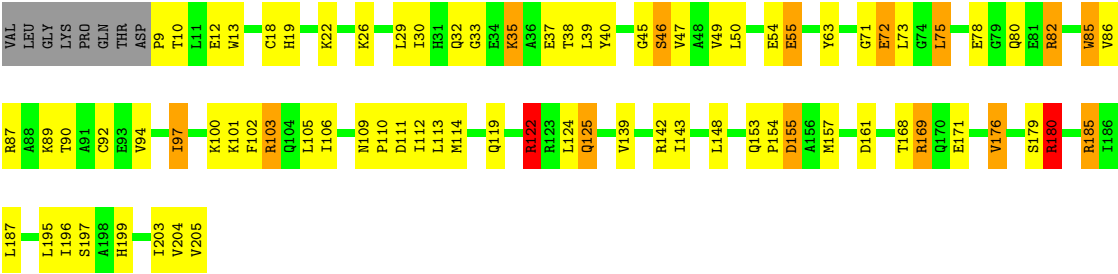 VAL LEU GLY LYS PRO GLN THR ASP P9 T10 L11 E12 W13 C18 H19 K22 K26 L29 I30 H31 Q32 G33 E34 K35 A36 E37 T38 L39 Y40 G45 S46 V47 A48 V49 L50 E54 E55 Y63 G71 E72 L73 G74 L75 E78 G79 Q80 E81 R82 W85 V86
R87 A88 K89 T90 A91 C92 E93 V94 I97 K100 K101 F102 R103 Q104 L105 I106 N109 P110 D111 I112 L113 M114 Q119 R122 R123 L124 Q125 V139 R142 I143 L148 Q153 P154 D155 A156 M157 D161 T168 R169 Q170 E171 V176 S179 R180 R185 I186
L187 L195 I196 S197 A198 H199 I203 V204 V205